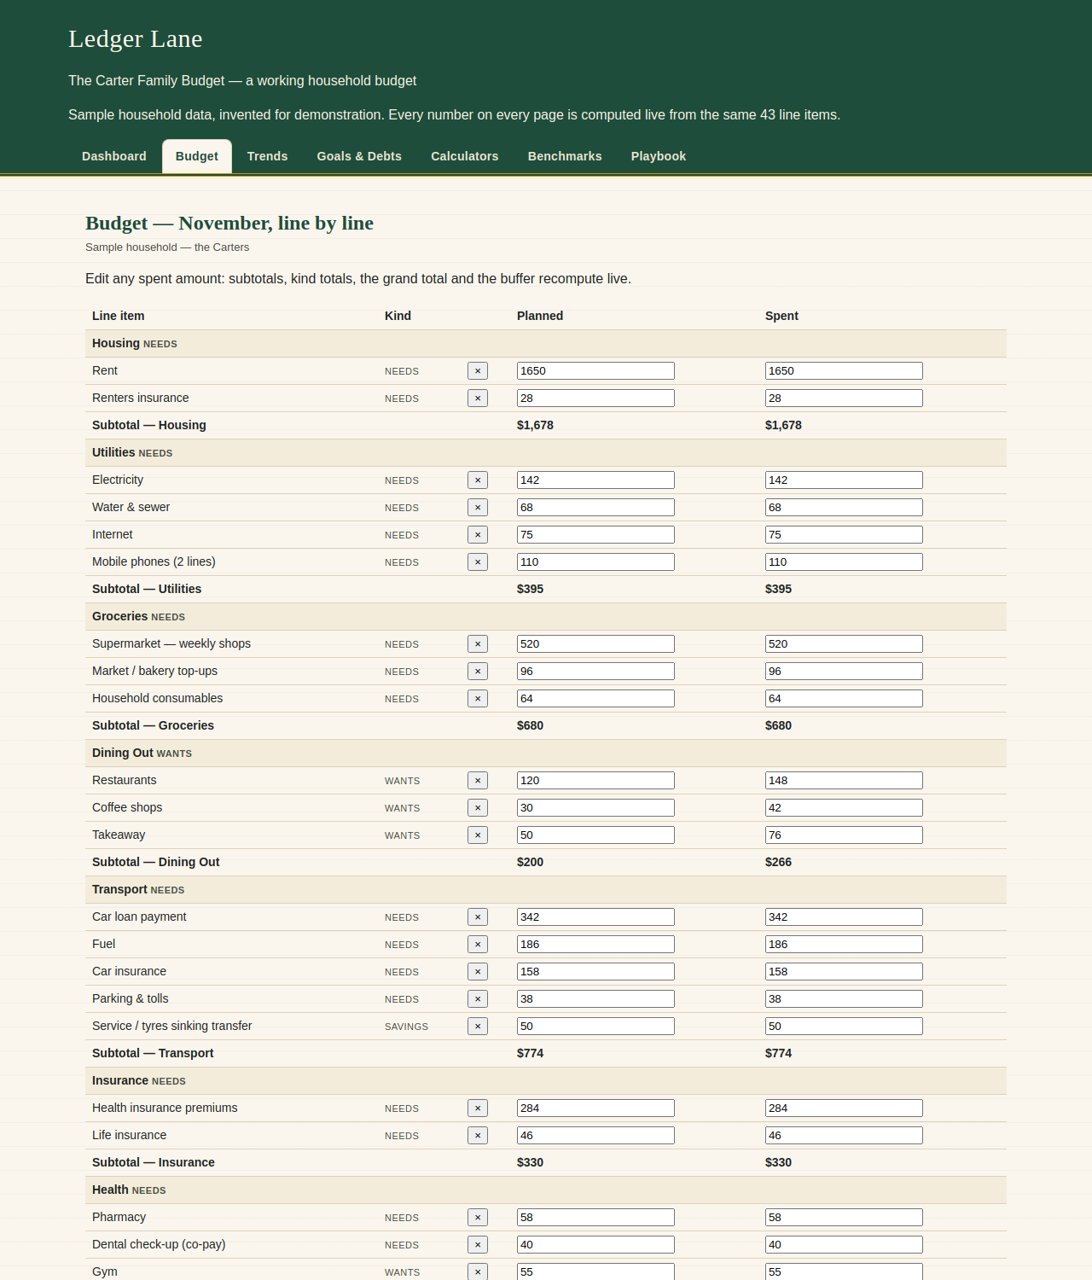 Ledger Lane
The Carter Family Budget — a working household budget
Sample household data, invented for demonstration. Every number on every page is computed live from the same 43 line items.
Dashboard Budget Trends Goals & Debts Calculators Benchmarks Playbook
Budget — November, line by line
Sample household — the Carters
Edit any spent amount: subtotals, kind totals, the grand total and the buffer recompute live.
Line item Kind Planned Spent
Housing NEEDS
Rent NEEDS × 1650 1650
Renters insurance NEEDS × 28 28
Subtotal — Housing $1,678 $1,678
Utilities NEEDS
Electricity NEEDS × 142 142
Water & sewer NEEDS × 68 68
Internet NEEDS × 75 75
Mobile phones (2 lines) NEEDS × 110 110
Subtotal — Utilities $395 $395
Groceries NEEDS
Supermarket — weekly shops NEEDS × 520 520
Market / bakery top-ups NEEDS × 96 96
Household consumables NEEDS × 64 64
Subtotal — Groceries $680 $680
Dining Out WANTS
Restaurants WANTS × 120 148
Coffee shops WANTS × 30 42
Takeaway WANTS × 50 76
Subtotal — Dining Out $200 $266
Transport NEEDS
Car loan payment NEEDS × 342 342
Fuel NEEDS × 186 186
Car insurance NEEDS × 158 158
Parking & tolls NEEDS × 38 38
Service / tyres sinking transfer SAVINGS × 50 50
Subtotal — Transport $774 $774
Insurance NEEDS
Health insurance premiums NEEDS × 284 284
Life insurance NEEDS × 46 46
Subtotal — Insurance $330 $330
Health NEEDS
Pharmacy NEEDS × 58 58
Dental check-up (co-pay) NEEDS × 40 40
Gym WANTS × 55 55